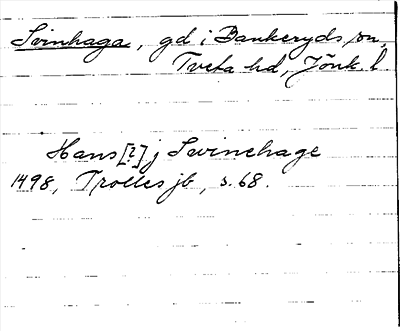 Svinhaga, gd i Bankeryds sn,
Tveta hd, Jönk. l
Hans [?] j Swinehage
1498, Trolles jb, s. 68.